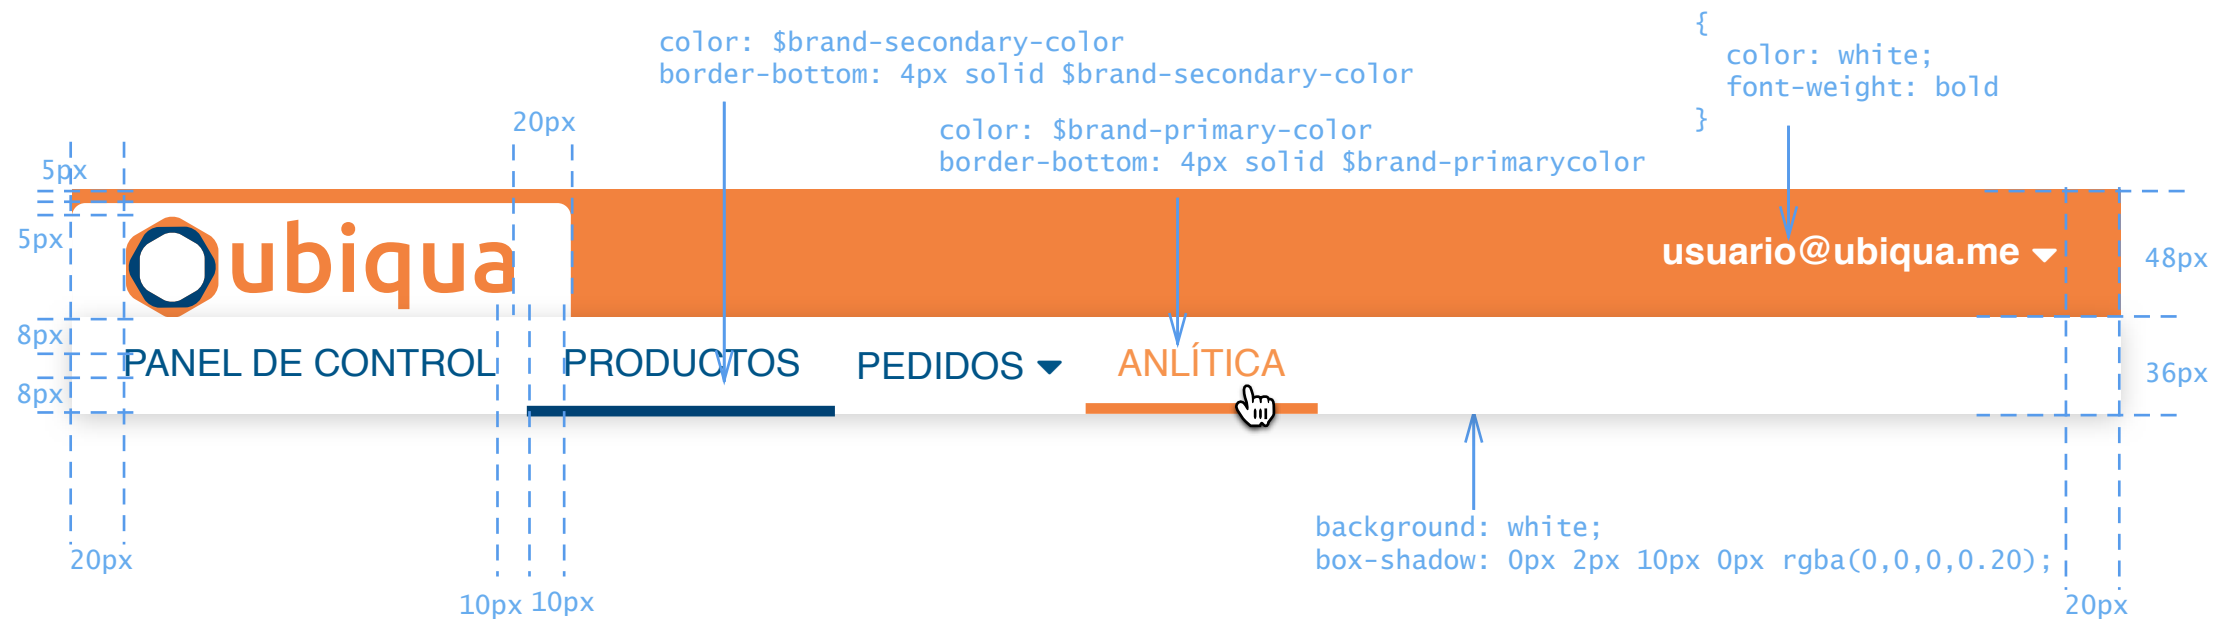 {
color: $brand-secondary-color
color: white;
border-bottom: 4px solid $brand-secondary-color
font-weight: bold
20px
color: $brand-primary-color
}
border-bottom: 4px solid $brand-primarycolor
5px
5px
ubiqua
usuario@ubiqua.me
48px
8px
PANEL DE CONTROL PRODUCTOS PEDIDOS ANLÍTICA
36px
8px
background: white;
20px
box-shadow: 0px 2px 10px 0px rgba(0,0,0,0.20);
10px 10px
20px